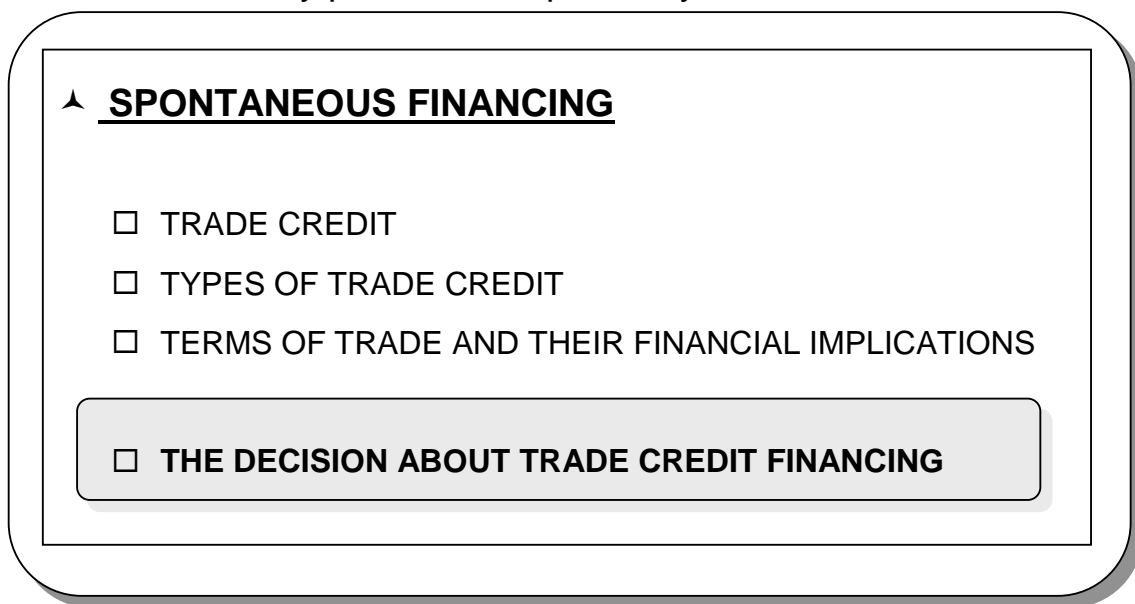 SPONTANEOUS FINANCING
TRADE CREDIT
TYPES OF TRADE CREDIT
TERMS OF TRADE AND THEIR FINANCIAL IMPLICATIONS
THE DECISION ABOUT TRADE CREDIT FINANCING